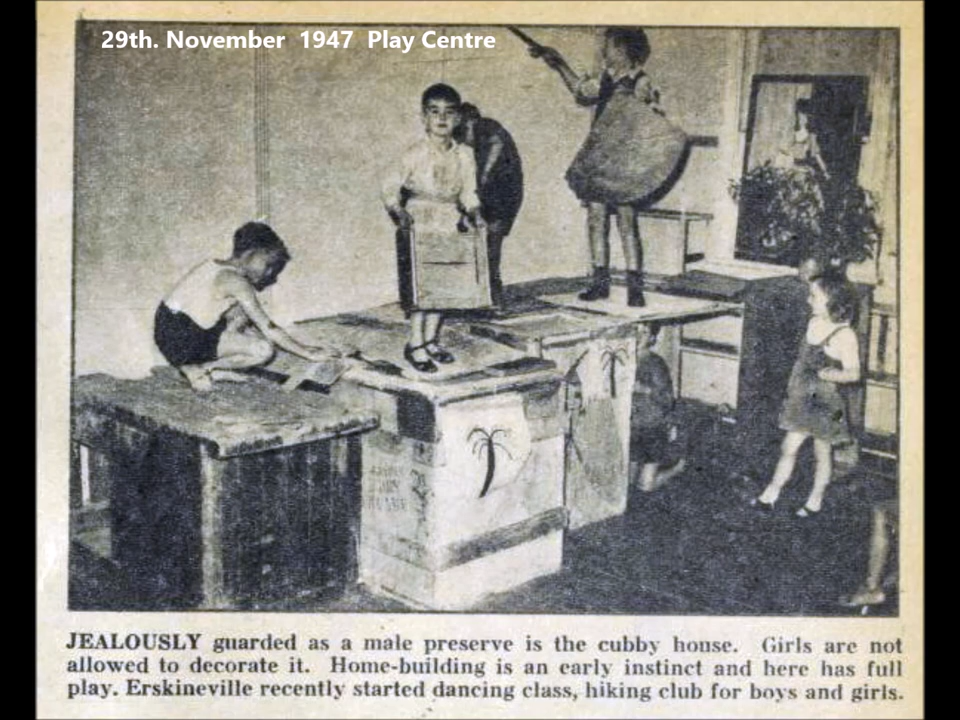 29th. November 1947 Play Centre
JEALOUSLY guarded as a male preserve is the cubby house. Girls are not
allowed to decorate it. Home-building is an early instinct and here has full
play. Erskineville recently started dancing class, hiking club for boys and girls.